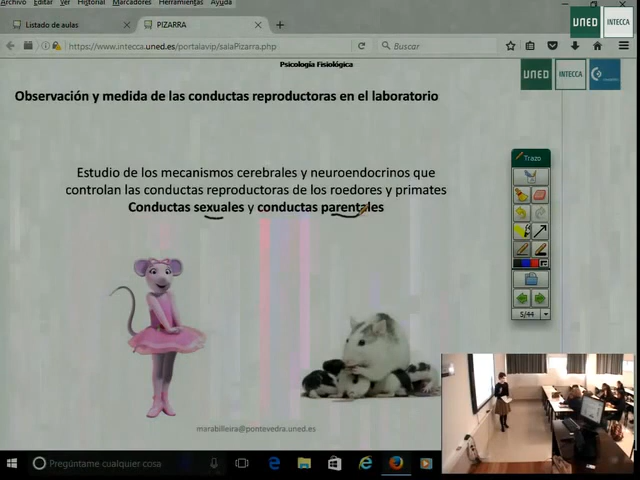 Archivo Editar Ver Historial Marcadores Herramientas Ayuda
Listado de aulas
PIZARRA
https://www.intecca.uned.es/portalavip/salaPizarra.php
Buscar
UNED
INTECCA
Psicología Fisiológica
UNED
INTECCA
Observación y medida de las conductas reproductoras en el laboratorio
Trazo
Estudio de los mecanismos cerebrales y neuroendocrinos que
controlan las conductas reproductoras de los roedores y primates
Conductas sexuales y conductas parentales
5/44
marabilleira@pontevedra.uned.es
Pregúntame cualquier cosa